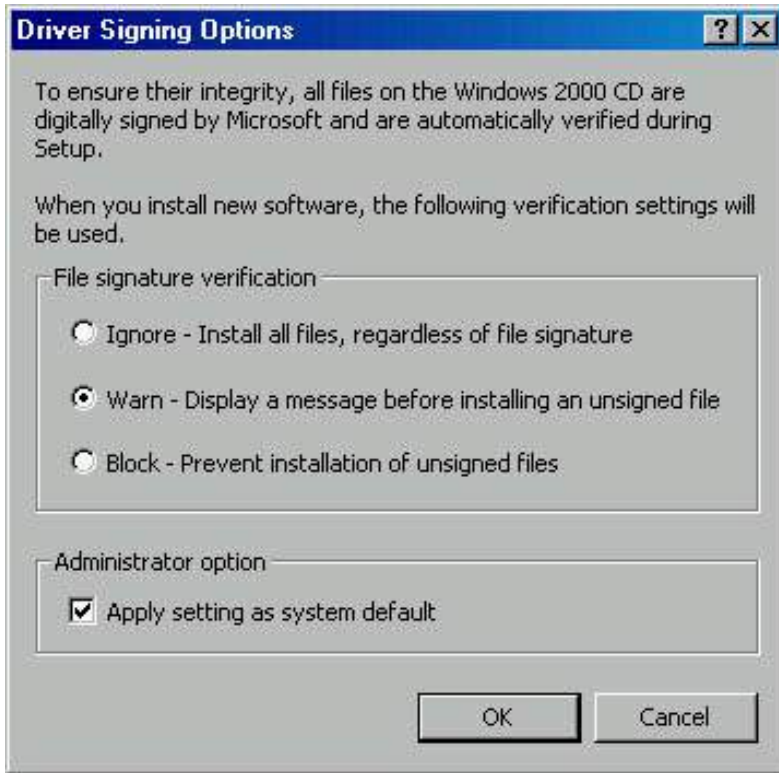 Driver Signing Options
To ensure their integrity, all files on the Windows 2000 CD are
digitally signed by Microsoft and are automatically verified during
Setup.
When you install new software, the following verification settings will
be used.
File signature verification
Ignore - Install all files, regardless of file signature
Warn - Display a message before installing an unsigned file
Block - Prevent installation of unsigned files
Administrator option
Apply setting as system default
OK Cancel